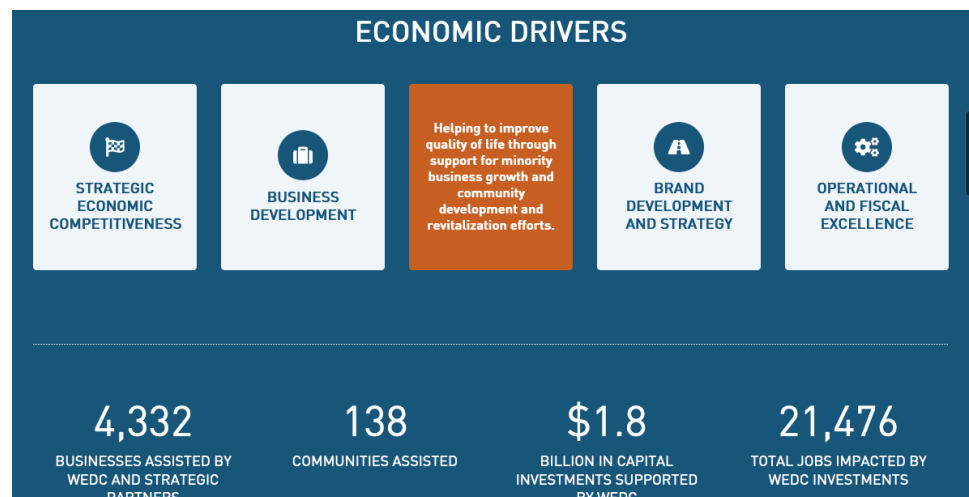 ECONOMIC DRIVERS
STRATEGIC
ECONOMIC
COMPETITIVENESS
BUSINESS
DEVELOPMENT
Helping to improve
quality of life through
support for minority
business growth and
community
development and
revitalization efforts.
BRAND
DEVELOPMENT
AND STRATEGY
OPERATIONAL
AND FISCAL
EXCELLENCE
4,332
BUSINESSES ASSISTED BY
WEDC AND STRATEGIC
PARTNERS
138
COMMUNITIES ASSISTED
$1.8
BILLION IN CAPITAL
INVESTMENTS SUPPORTED
BY WEDC
21,476
TOTAL JOBS IMPACTED BY
WEDC INVESTMENTS